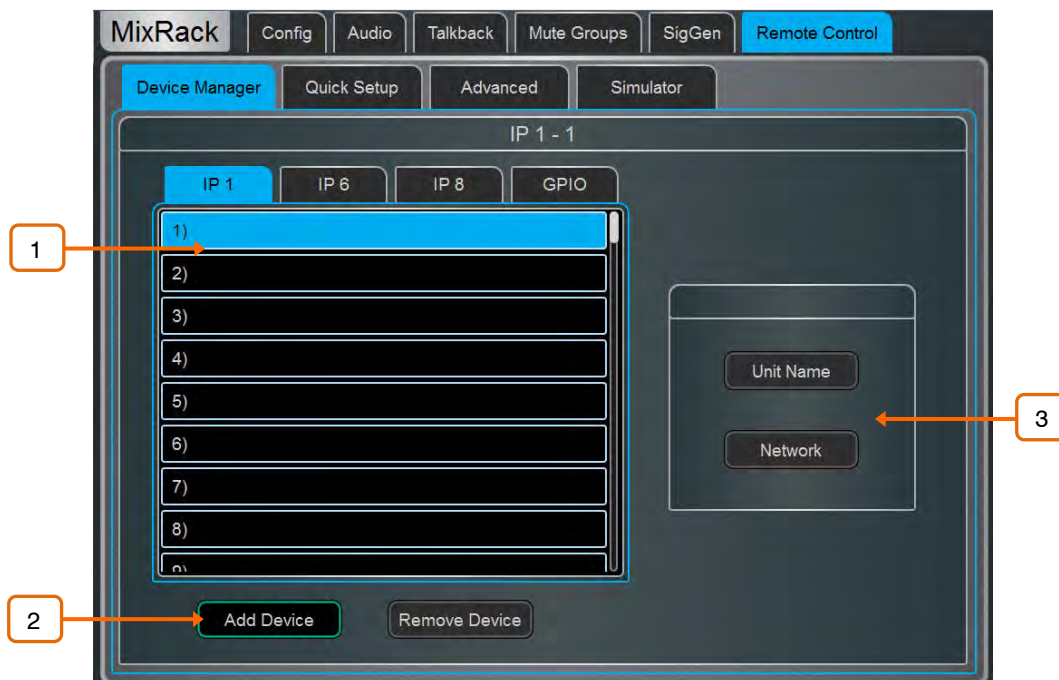 MixRack Config Audio Talkback Mute Groups SigGen Remote Control
Device Manager Quick Setup Advanced Simulator
IP 1 - 1
IP 1 IP 6 IP 8 GPIO
1)
1
2)
3)
4)
Unit Name
5)
3
6)
Network
7)
8)
9)
2
Add Device Remove Device